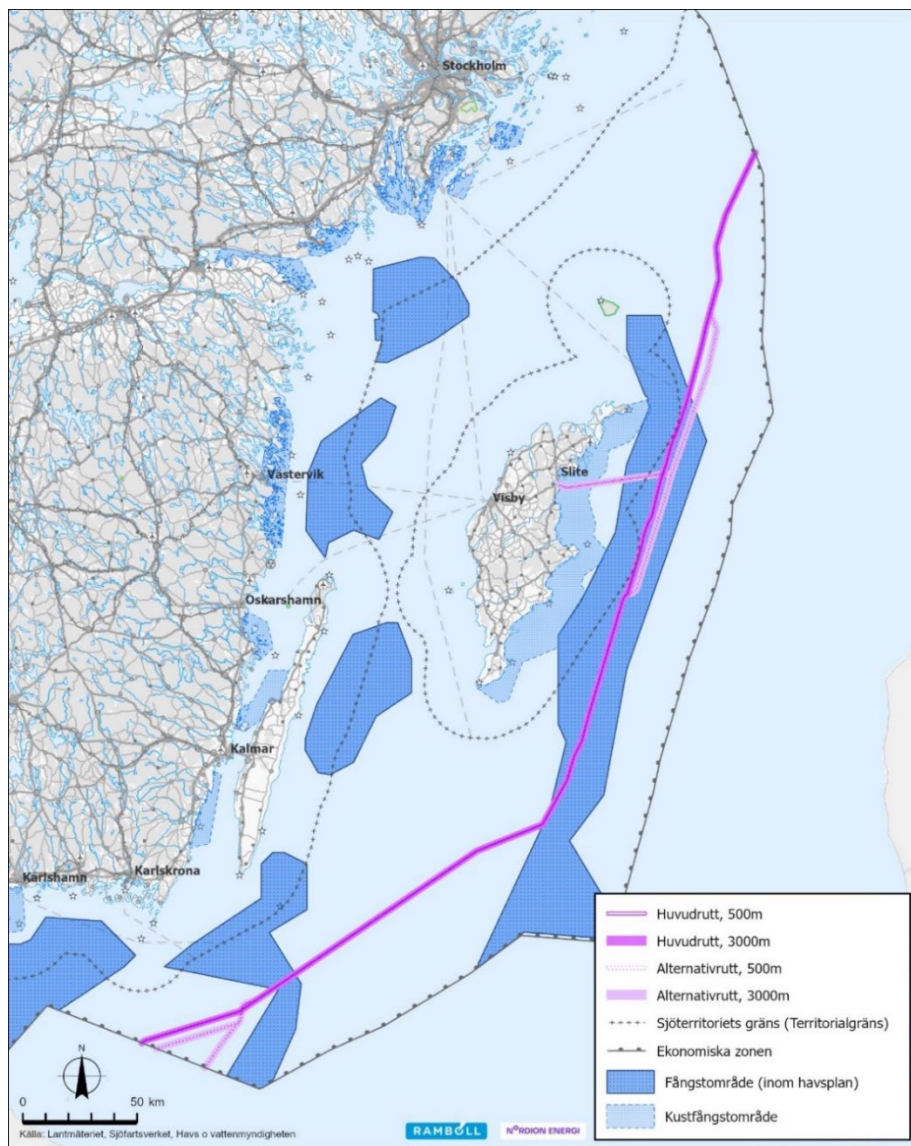 Stockholm
Västervik
Slite
Visby
Oskarshamn
Kalmar
Karlshamn
Karlskrona
Huvudrutt, 500m
Huvudrutt, 3000m
Alternativrutt, 500m
Alternativrutt, 3000m
Sjöterritoriets gräns (Territorialgräns)
Ekonomiska zonen
Fångstområde (inom havsplan)
Kustfångstområde
N
0 50 km
Källa: Lantmäteriet, Sjöfartsverket, Havs o vattenmyndigheten
RAMBOLL
NORDION ENERGI